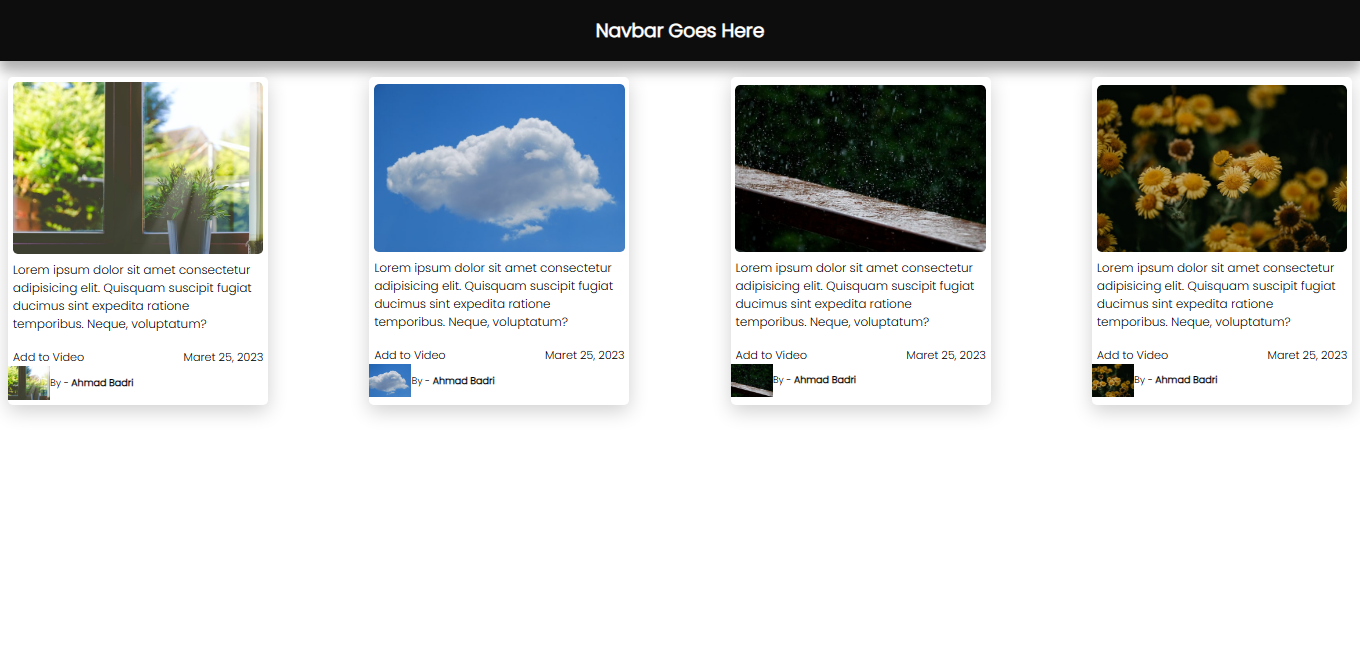 Navbar Goes Here
Lorem ipsum dolor sit amet consectetur
adipisicing elit. Quisquam suscipit fugiat
ducimus sint expedita ratione
temporibus. Neque, voluptatum?
Add to Video
Maret 25, 2023
By - Ahmad Badri
Lorem ipsum dolor sit amet consectetur
adipisicing elit. Quisquam suscipit fugiat
ducimus sint expedita ratione
temporibus. Neque, voluptatum?
Add to Video
Maret 25, 2023
By - Ahmad Badri
Lorem ipsum dolor sit amet consectetur
adipisicing elit. Quisquam suscipit fugiat
ducimus sint expedita ratione
temporibus. Neque, voluptatum?
Add to Video
Maret 25, 2023
By - Ahmad Badri
Lorem ipsum dolor sit amet consectetur
adipisicing elit. Quisquam suscipit fugiat
ducimus sint expedita ratione
temporibus. Neque, voluptatum?
Add to Video
Maret 25, 2023
By - Ahmad Badri